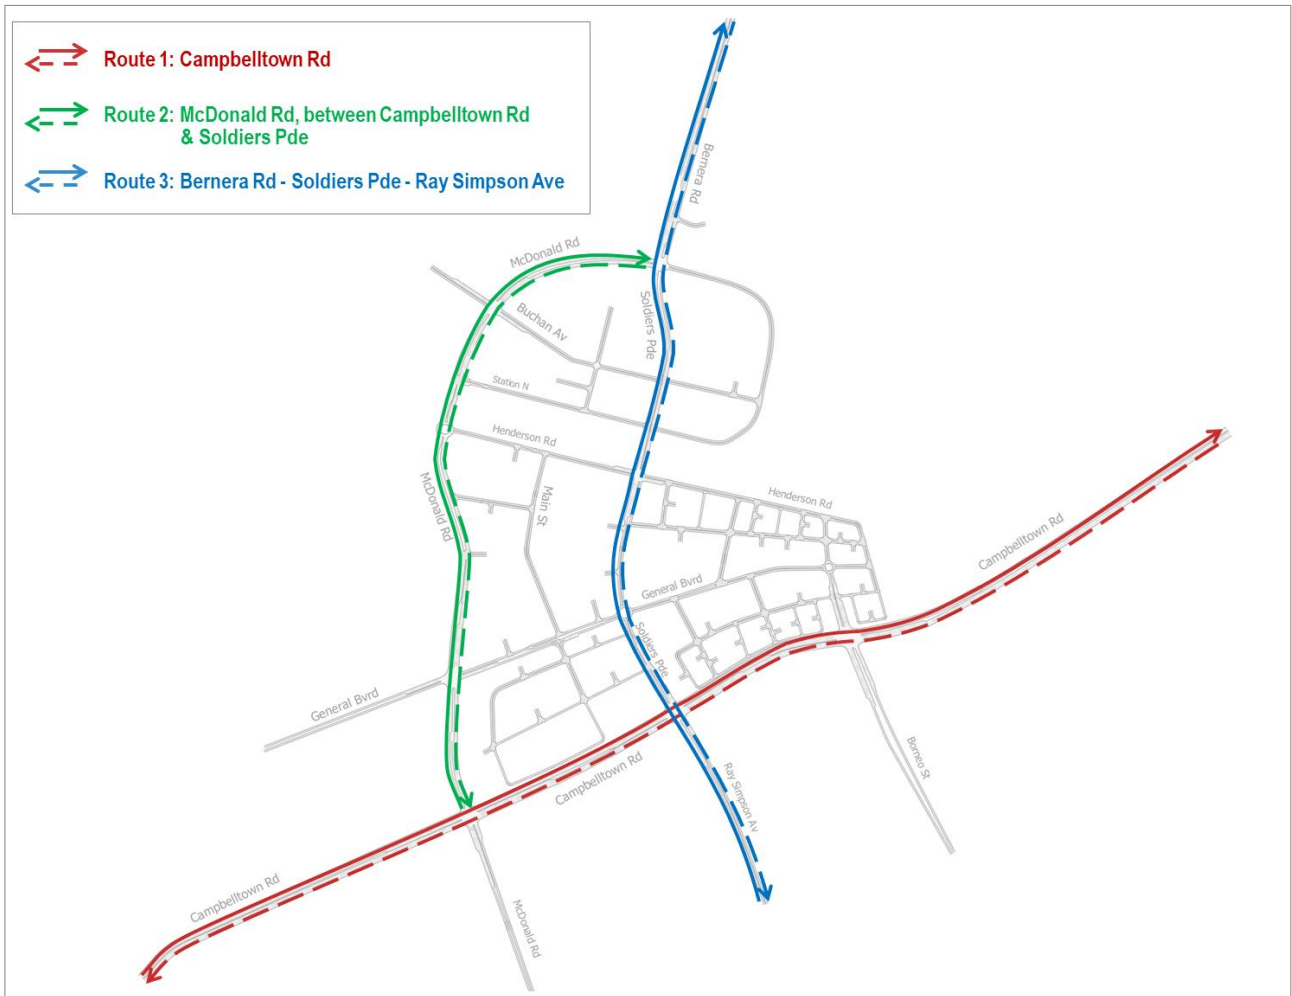 Route 1: Campbelltown Rd
Route 2: McDonald Rd, between Campbelltown Rd
& Soldiers Pde
Route 3: Bernera Rd - Soldiers Pde - Ray Simpson Ave
Bernera Rd
McDonald Rd
Buchan Av
Soldiers Pde
Station N
Henderson Rd
McDonald Rd
Main St
Henderson Rd
Campbelltown Rd
General Bvrd
Soldiers Pde
General Bvrd
Campbelltown Rd
Ray Simpson Av
Borneo St
Campbelltown Rd
McDonald Rd